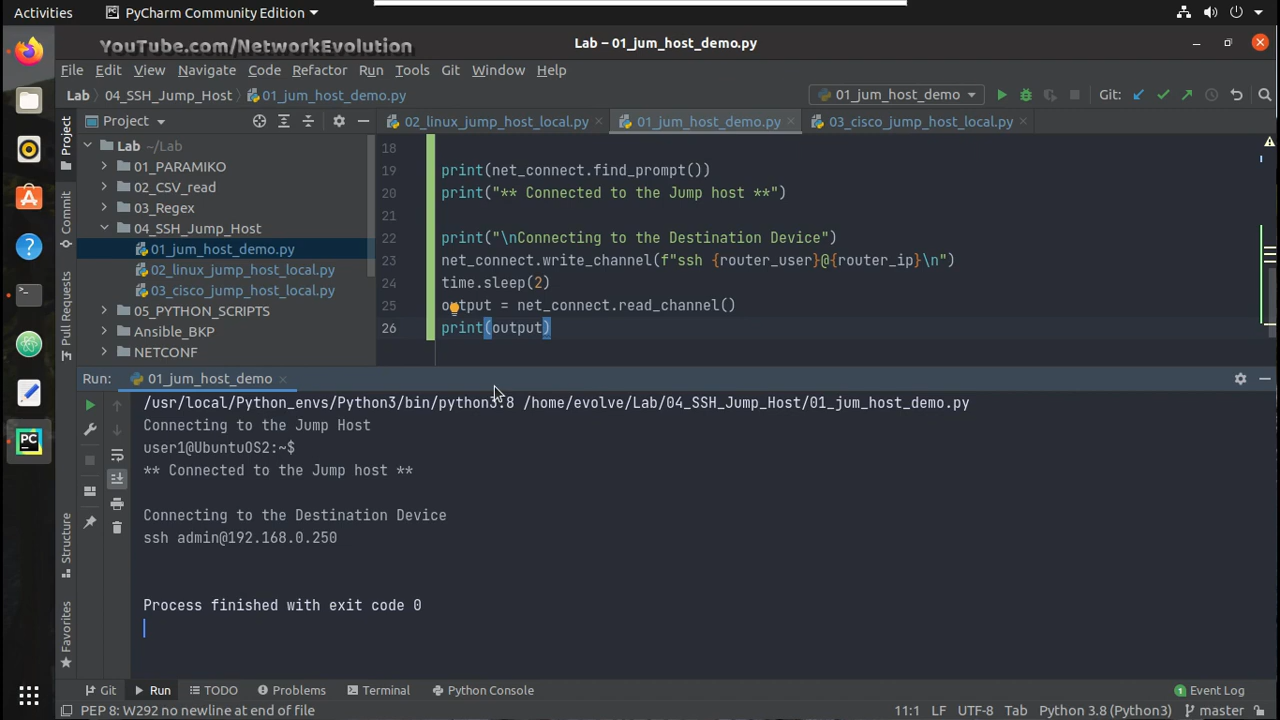 Activities
PyCharm Community Edition
YouTube.com/NetworkEvolution
Lab – 01_jum_host_demo.py
File Edit View Navigate Code Refactor Run Tools Git Window Help
Lab 04_SSH_Jump_Host 01_jum_host_demo.py
01_jum_host_demo
Git:
Project
02_linux_jump_host_local.py
01_jum_host_demo.py
03_cisco_jump_host_local.py
Project
Commit
Pull Requests
Structure
Favorites
Lab ~/Lab
01_PARAMIKO
02_CSV_read
03_Regex
04_SSH_Jump_Host
01_jum_host_demo.py
02_linux_jump_host_local.py
03_cisco_jump_host_local.py
05_PYTHON_SCRIPTS
Ansible_BKP
NETCONF
18
19 print(net_connect.find_prompt())
20 print("** Connected to the Jump host **")
21
22 print("\nConnecting to the Destination Device")
23 net_connect.write_channel(f"ssh {router_user}@{router_ip}\n")
24 time.sleep(2)
25 output = net_connect.read_channel()
26 print(output)
Run: 01_jum_host_demo
/usr/local/Python_envs/Python3/bin/python3.8 /home/evolve/Lab/04_SSH_Jump_Host/01_jum_host_demo.py
Connecting to the Jump Host
user1@UbuntuOS2:~$
** Connected to the Jump host **
Connecting to the Destination Device
ssh admin@192.168.0.250
Process finished with exit code 0
Git Run TODO Problems Terminal Python Console
1 Event Log
PEP 8: W292 no newline at end of file
11:1 LF UTF-8 Tab Python 3.8 (Python3) master